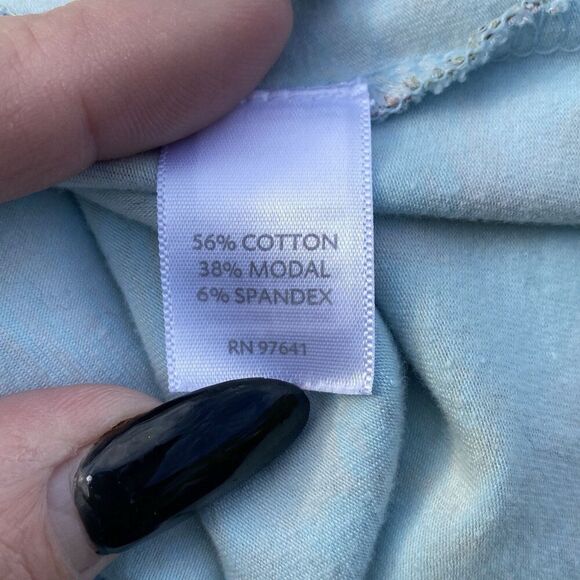 56% COTTON
38% MODAL
6% SPANDEX
RN 97641